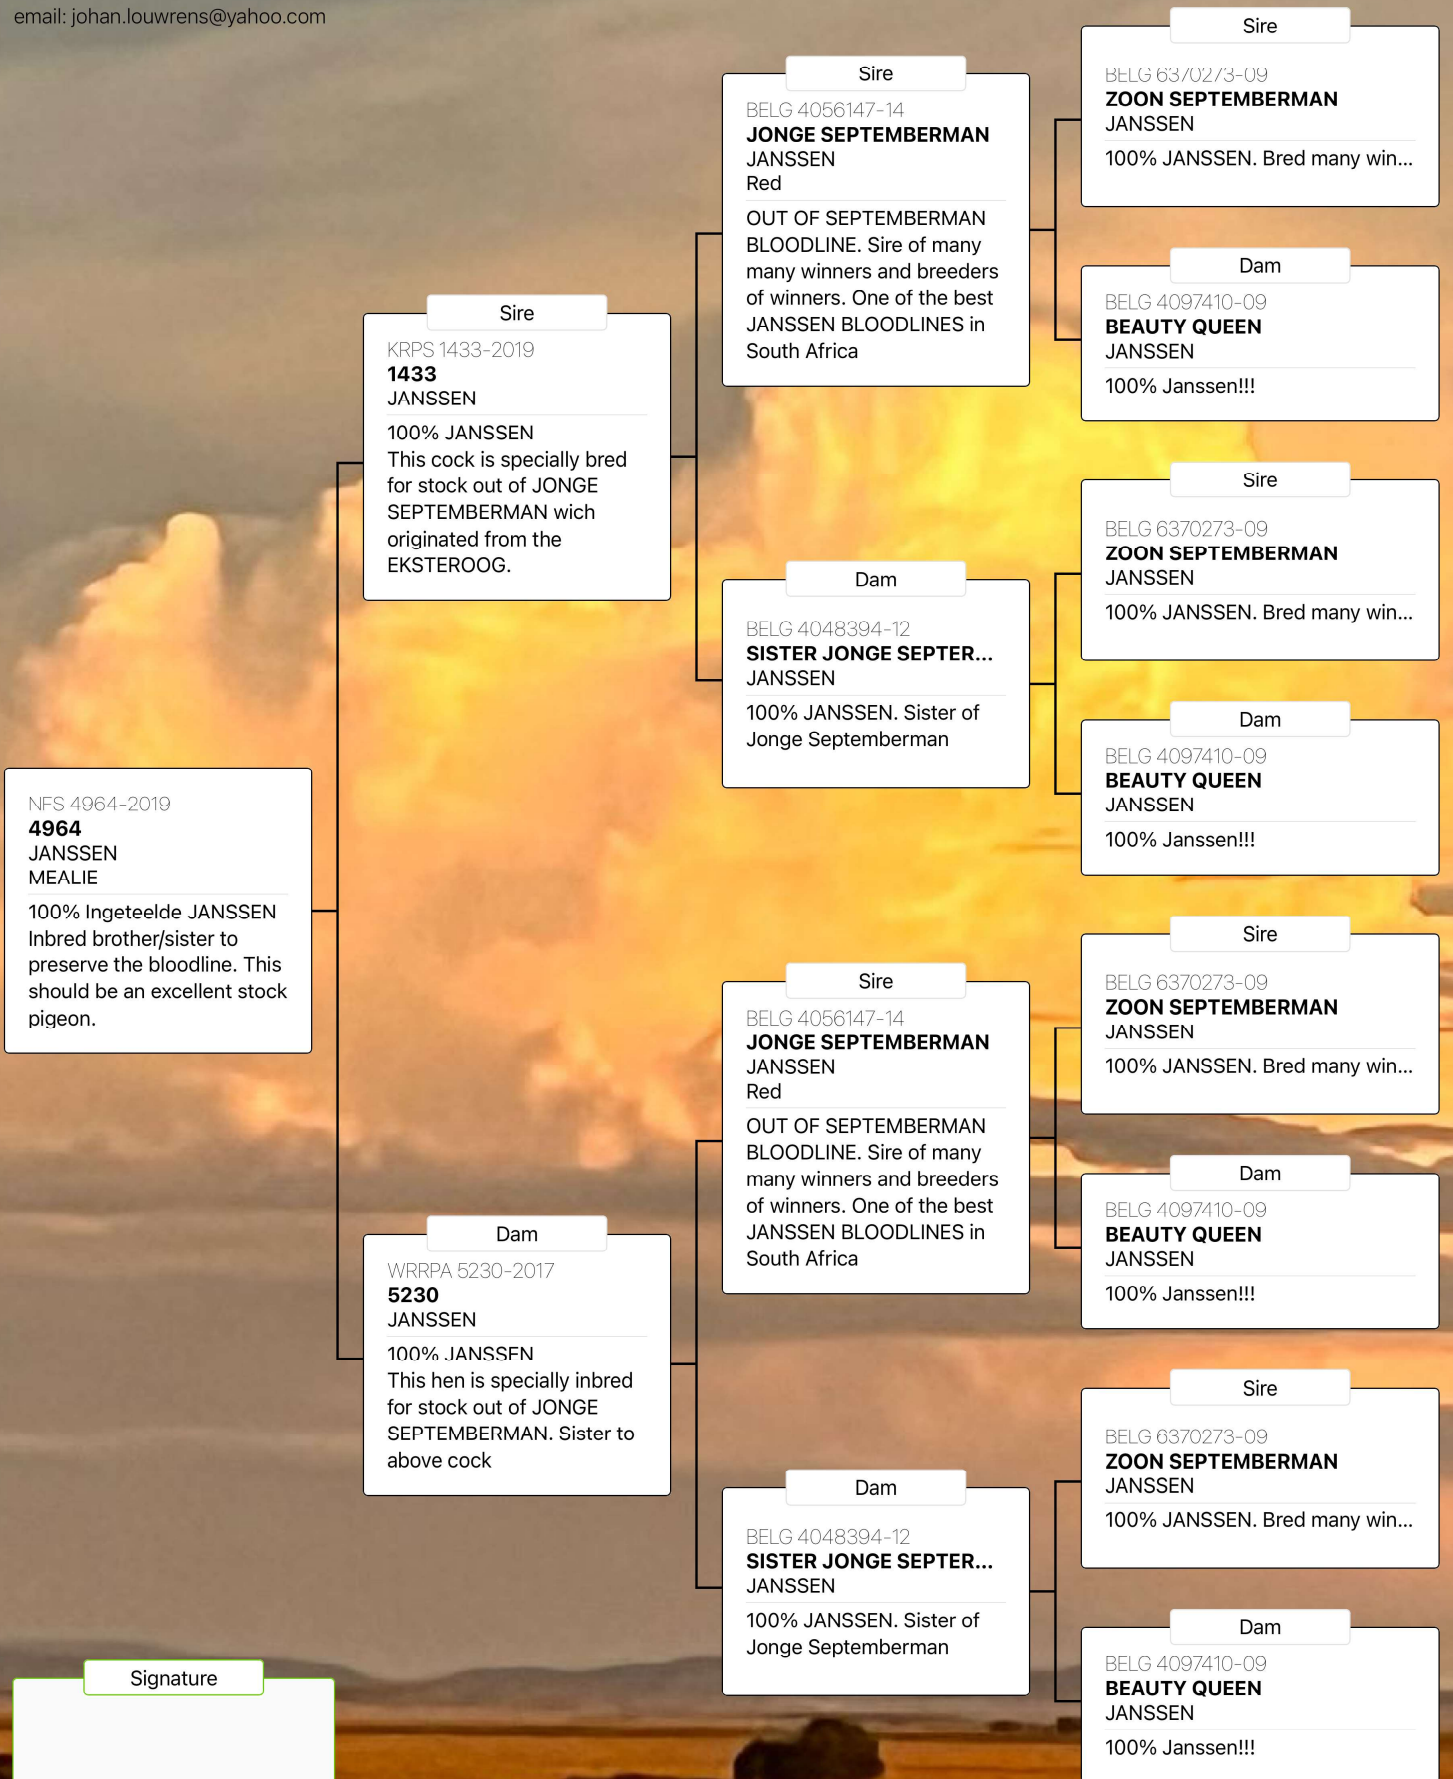 email: johan.louwrens@yahoo.com
NFS 4964-2019
4964
JANSSEN
MEALIE
100% Ingeteelde JANSSEN
Inbred brother/sister to
preserve the bloodline. This
should be an excellent stock
pigeon.
Sire
KRPS 1433-2019
1433
JANSSEN
100% JANSSEN
This cock is specially bred
for stock out of JONGE
SEPTEMBERMAN wich
originated from the
EKSTEROOG.
Dam
WRRPA 5230-2017
5230
JANSSEN
100% JANSSEN
This hen is specially inbred
for stock out of JONGE
SEPTEMBERMAN. Sister to
above cock
Sire
BELG 4056147-14
JONGE SEPTEMBERMAN
JANSSEN
Red
OUT OF SEPTEMBERMAN
BLOODLINE. Sire of many
many winners and breeders
of winners. One of the best
JANSSEN BLOODLINES in
South Africa
Dam
BELG 4048394-12
SISTER JONGE SEPTER...
JANSSEN
100% JANSSEN. Sister of
Jonge Septemberman
Sire
BELG 4056147-14
JONGE SEPTEMBERMAN
JANSSEN
Red
OUT OF SEPTEMBERMAN
BLOODLINE. Sire of many
many winners and breeders
of winners. One of the best
JANSSEN BLOODLINES in
South Africa
Dam
BELG 4048394-12
SISTER JONGE SEPTER...
JANSSEN
100% JANSSEN. Sister of
Jonge Septemberman
Sire
BELG 6370273-09
ZOON SEPTEMBERMAN
JANSSEN
100% JANSSEN. Bred many win...
Dam
BELG 4097410-09
BEAUTY QUEEN
JANSSEN
100% Janssen!!!
Sire
BELG 6370273-09
ZOON SEPTEMBERMAN
JANSSEN
100% JANSSEN. Bred many win...
Dam
BELG 4097410-09
BEAUTY QUEEN
JANSSEN
100% Janssen!!!
Sire
BELG 6370273-09
ZOON SEPTEMBERMAN
JANSSEN
100% JANSSEN. Bred many win...
Dam
BELG 4097410-09
BEAUTY QUEEN
JANSSEN
100% Janssen!!!
Sire
BELG 6370273-09
ZOON SEPTEMBERMAN
JANSSEN
100% JANSSEN. Bred many win...
Dam
BELG 4097410-09
BEAUTY QUEEN
JANSSEN
100% Janssen!!!
Signature